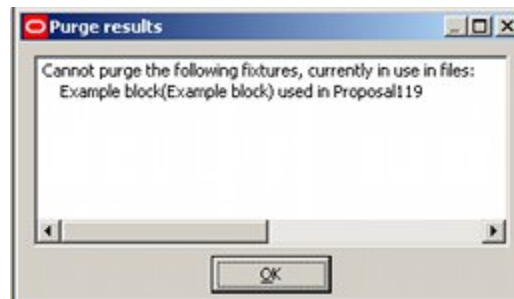 Purge results
Cannot purge the following fixtures, currently in use in files:
Example block(Example block) used in Proposal119
OK